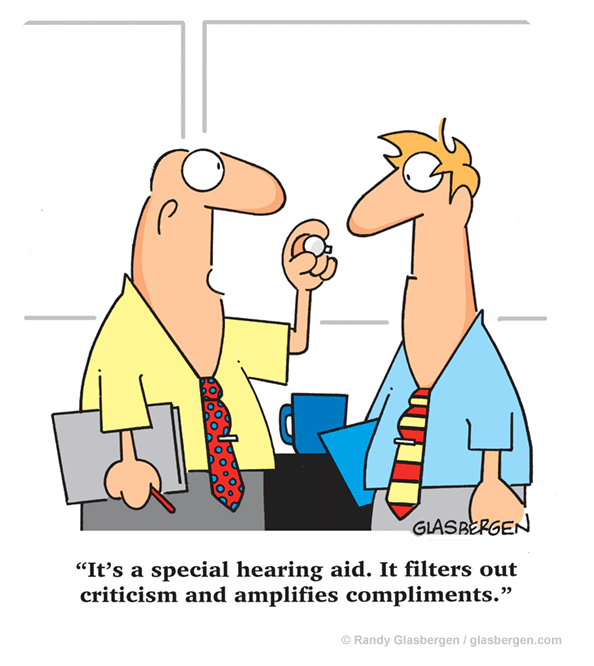 GLASBERGEN
“It’s a special hearing aid. It filters out
criticism and amplifies compliments.”
© Randy Glasbergen / glasbergen.com